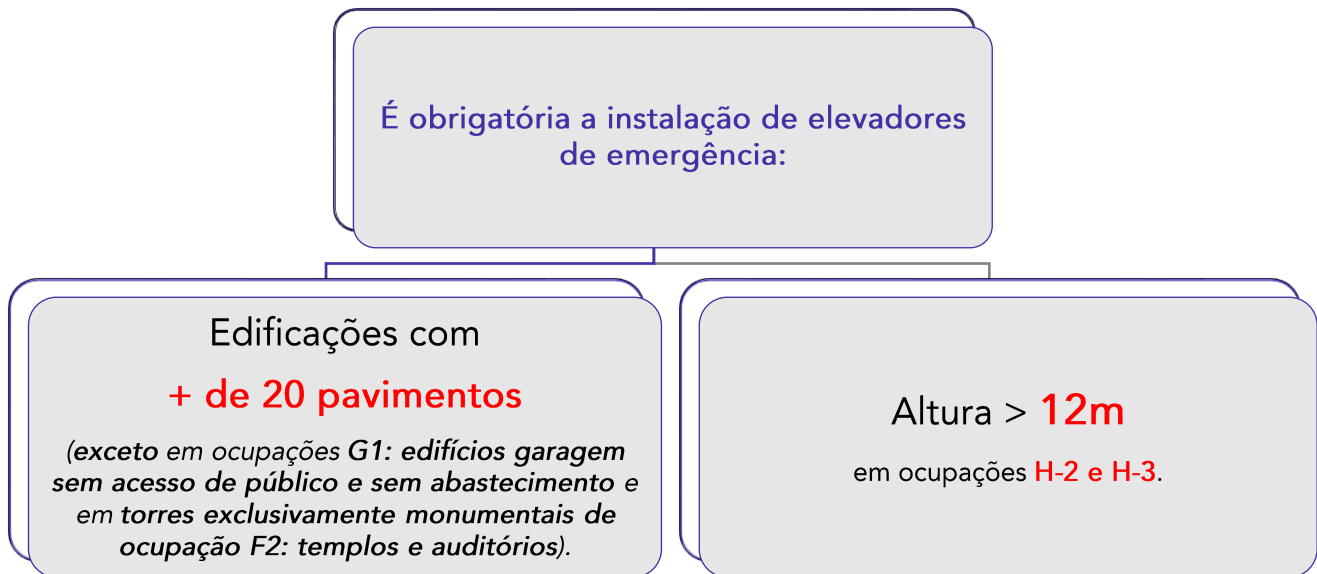 É obrigatória a instalação de elevadores
de emergência:
Edificações com
+ de 20 pavimentos
(exceto em ocupações G1: edifícios garagem
sem acesso de público e sem abastecimento e
em torres exclusivamente monumentais de
ocupação F2: templos e auditórios).
Altura > 12m
em ocupações H-2 e H-3.